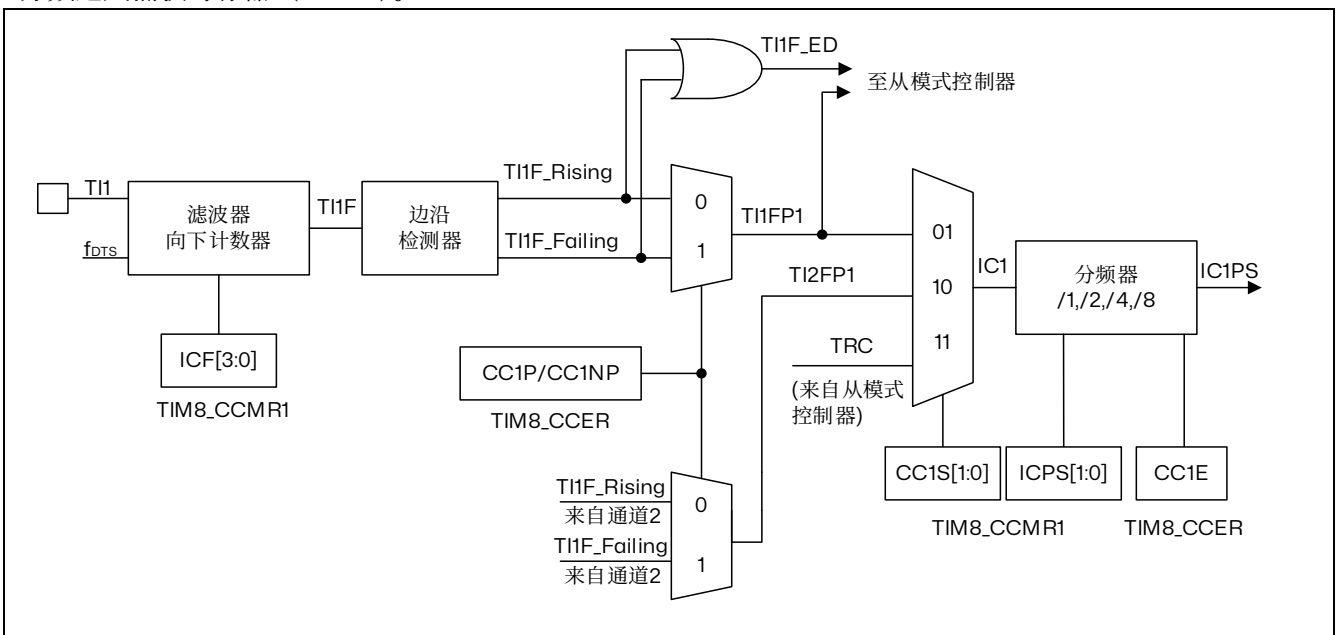 TI1F_ED
至从模式控制器
TI1F_Rising
TI1
滤波器
向下计数器
fDTS
TI1F
边沿
检测器
TI1F_Failing
0
1
TI1FP1
TI2FP1
TRC
(来自从模式
控制器)
01
10
11
IC1
分频器
/1,/2,/4,/8
IC1PS
ICF[3:0]
TIM8_CCMR1
CC1P/CC1NP
TIM8_CCER
CC1S[1:0]
ICPS[1:0]
CC1E
TIM8_CCMR1
TIM8_CCER
TI1F_Rising
来自通道2
TI1F_Failing
来自通道2
0
1